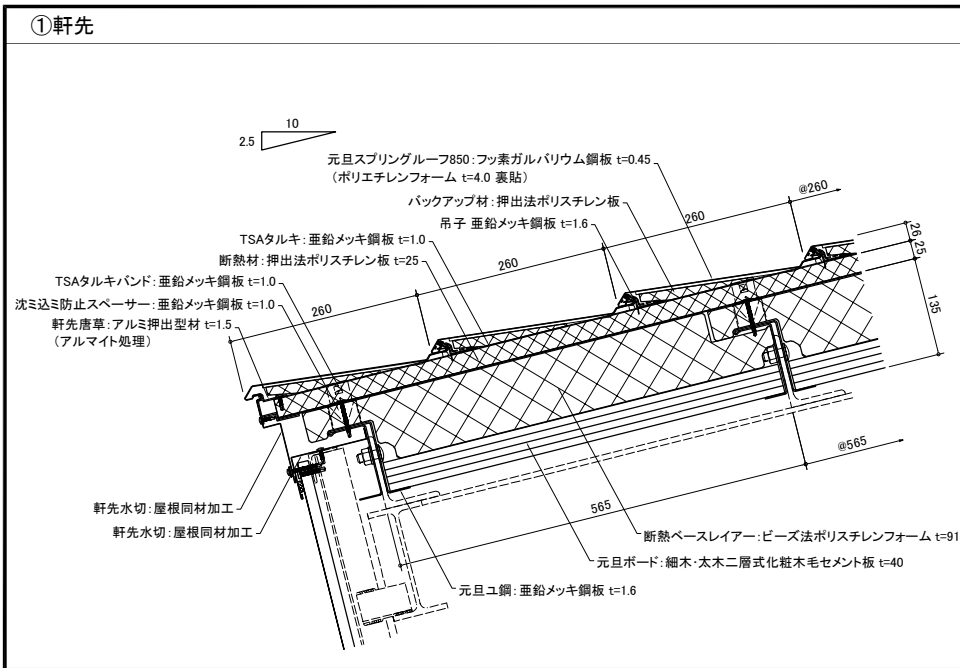 ①軒先
10
2.5
元旦スプリングルーフ850：フッ素ガルバリウム鋼板 t=0.45
（ポリエチレンフォーム t=4.0 裏貼）
バックアップ材：押出法ポリスチレン板
吊子 亜鉛メッキ鋼板 t=1.6
TSAタルキ：亜鉛メッキ鋼板 t=1.0
断熱材：押出法ポリスチレン板 t=25
TSAタルキバンド：亜鉛メッキ鋼板 t=1.0
沈ミ込ミ防止スペーサー：亜鉛メッキ鋼板 t=1.0
軒先唐草：アルミ押出型材 t=1.5
（アルマイト処理）
260
260
260
@260
26
25
135
軒先水切：屋根同材加工
軒先水切：屋根同材加工
565
@565
断熱ベースレイアー：ビーズ法ポリスチレンフォーム t=91
元旦ボード：細木・太木二層式化粧木毛セメント板 t=40
元旦ユ鋼：亜鉛メッキ鋼板 t=1.6